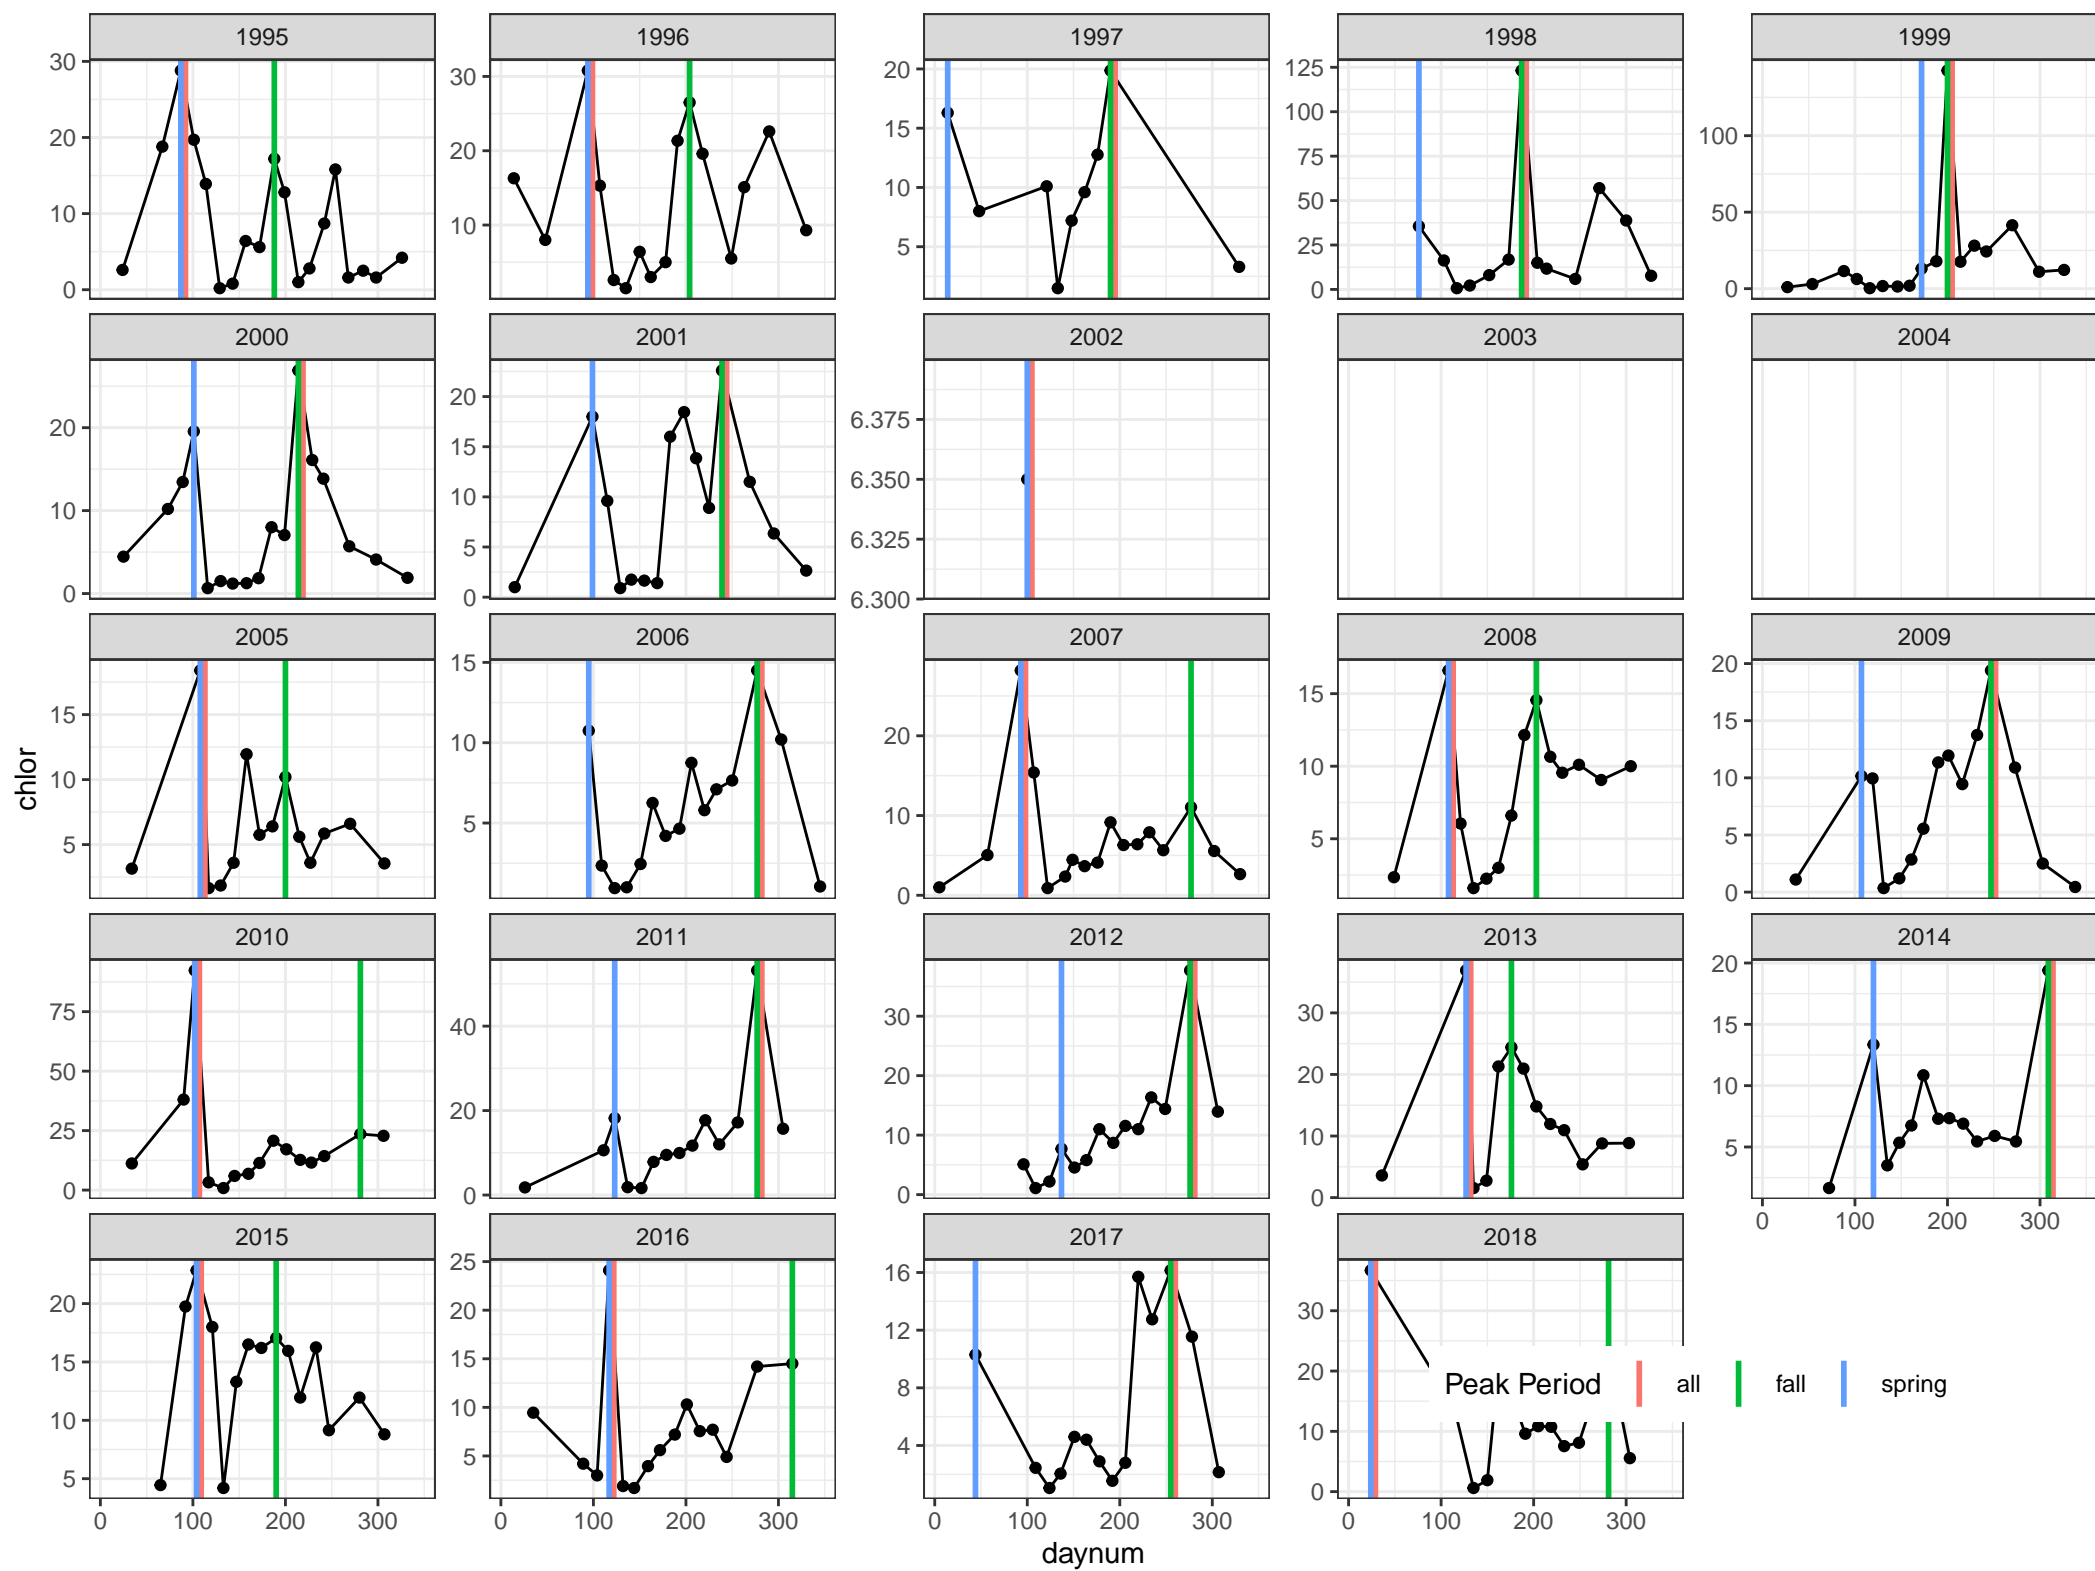 1995 1996 1997 1998 1999
30 20 10 0
30 20 10
20 15 10 5
125 100 75 50 25 0
100 50 0
2000 2001 2002 2003 2004
20 10 0
20 15 10 5 0
6.375 6.350 6.325 6.300
2005 2006 2007 2008 2009
15 10 5
15 10 5
20 10 0
15 10 5
20 15 10 5 0
chlor
2010 2011 2012 2013 2014
75 50 25 0
40 20 0
30 20 10 0
30 20 10 0
20 15 10 5
0 100 200 300
2015 2016 2017 2018
20 15 10 5
25 20 15 10 5
16 12 8 4
30 20 10 0
Peak Period all fall spring
0 100 200 300 0 100 200 300 0 100 200 300 0 100 200 300
daynum